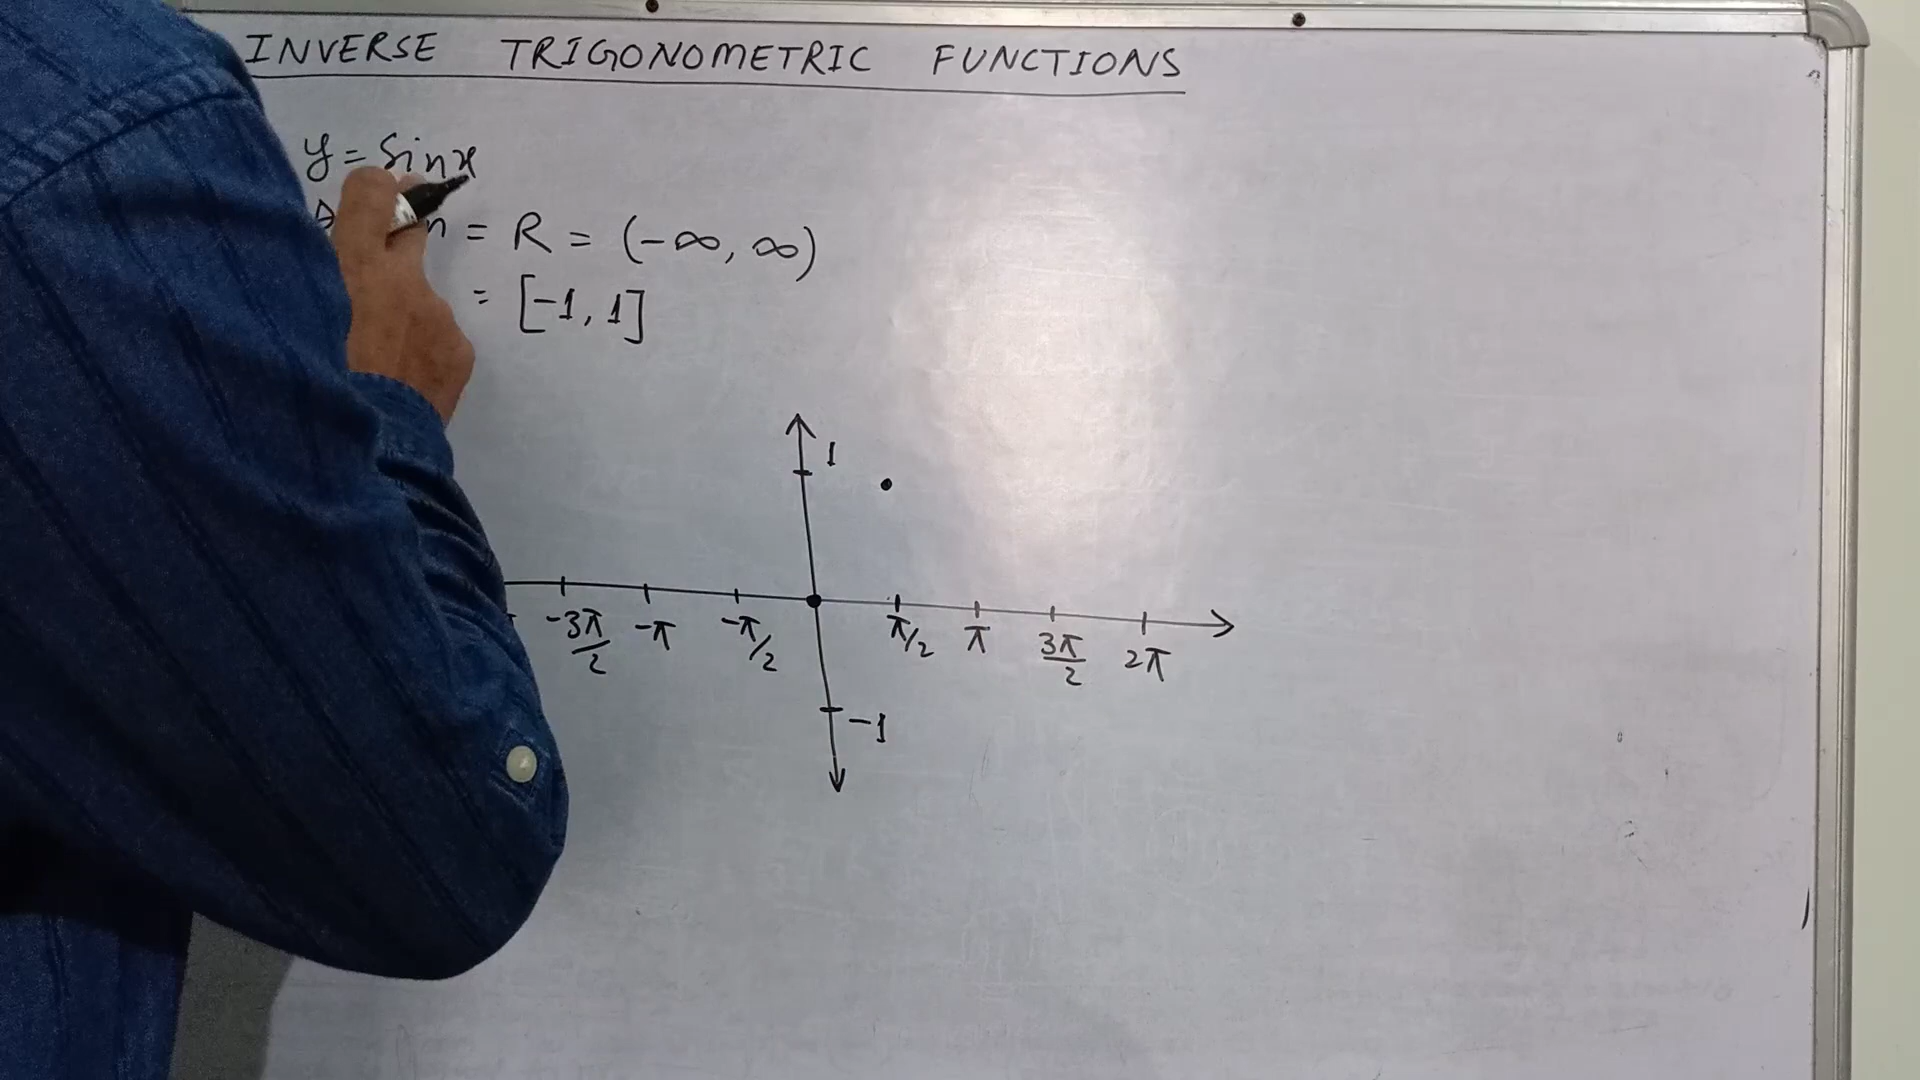 INVERSE TRIGONOMETRIC FUNCTIONS
y = Sinx
= R = (-∞, ∞)
= [-1, 1]
1
-3π/2 -π -π/2 π/2 π 3π/2 2π
-1